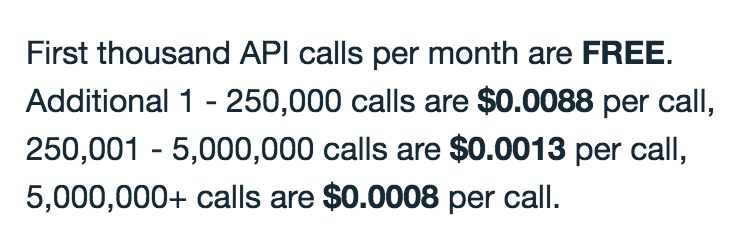 First thousand API calls per month are FREE.
Additional 1 - 250,000 calls are $0.0088 per call,
250,001 - 5,000,000 calls are $0.0013 per call,
5,000,000+ calls are $0.0008 per call.